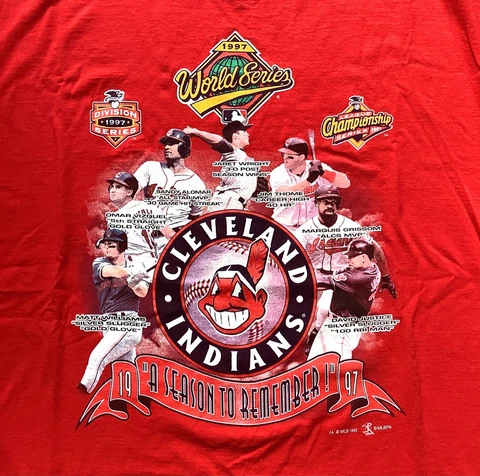 1997
World Series
DIVISION
1997
SERIES
LEAGUE
Championship
SERIES 1997
JARET WRIGHT
"3-0 POST
SEASON WINS"
SANDY ALOMAR
"ALL STAR MVP"
"30 GAME HIT STREAK"
JIM THOME
"CAREER HIGH
40 HR"
OMAR VIZQUEL
"5th STRAIGHT
GOLD GLOVE"
MARQUIS GRISSOM
"ALCS MVP"
MATT WILLIAMS
"SILVER SLUGGER"
"GOLD GLOVE"
DAVID JUSTICE
"SILVER SLUGGER"
"100 RBI MAN"
CLEVELAND
INDIANS
19 "A SEASON TO REMEMBER!" 97